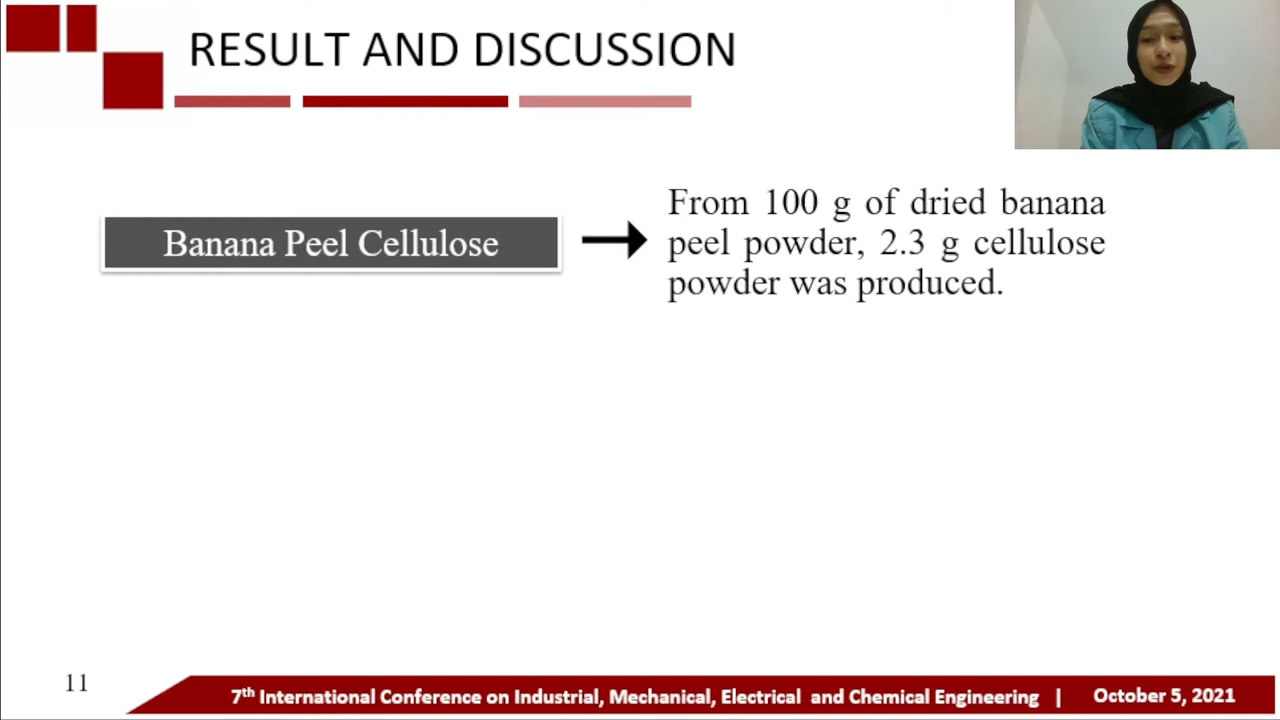 RESULT AND DISCUSSION
Banana Peel Cellulose
From 100 g of dried banana
peel powder, 2.3 g cellulose
powder was produced.
11
7th International Conference on Industrial, Mechanical, Electrical and Chemical Engineering | October 5, 2021